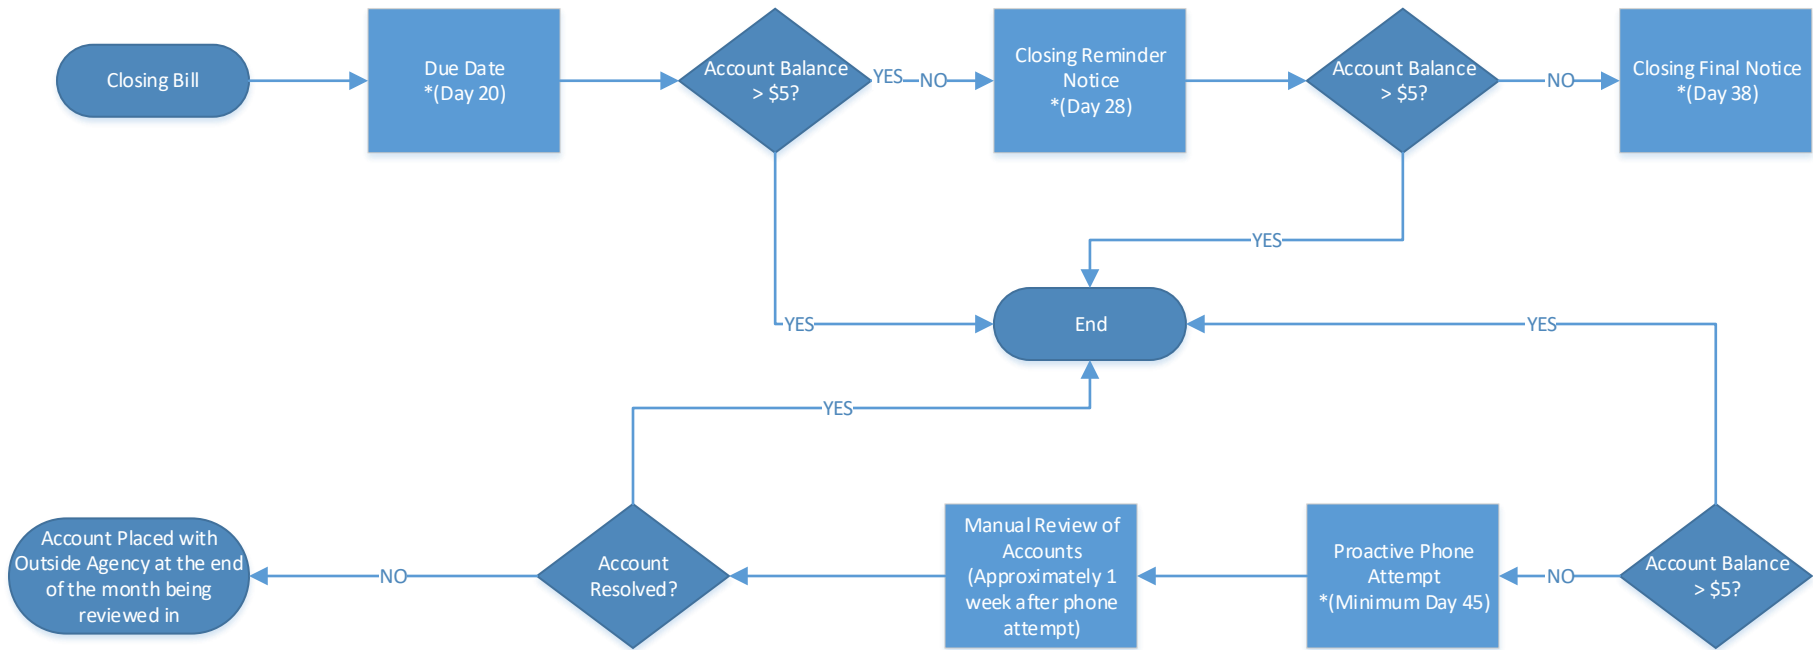 Closing Bill
Due Date
*(Day 20)
Account Balance
> $5?
YES
NO
Closing Reminder
Notice
*(Day 28)
Account Balance
> $5?
NO
Closing Final Notice
*(Day 38)
YES
YES
End
YES
YES
Account Placed with
Outside Agency at the end
of the month being
reviewed in
NO
Account
Resolved?
Manual Review of
Accounts
(Approximately 1
week after phone
attempt)
Proactive Phone
Attempt
*(Minimum Day 45)
NO
Account Balance
> $5?